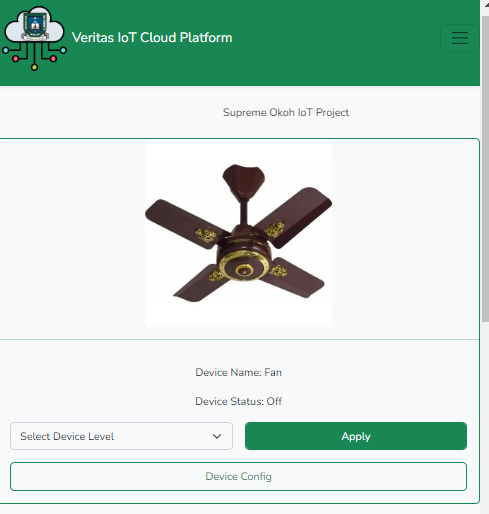 Veritas IoT Cloud Platform
Supreme Okoh IoT Project
Device Name: Fan
Device Status: Off
Select Device Level
Apply
Device Config